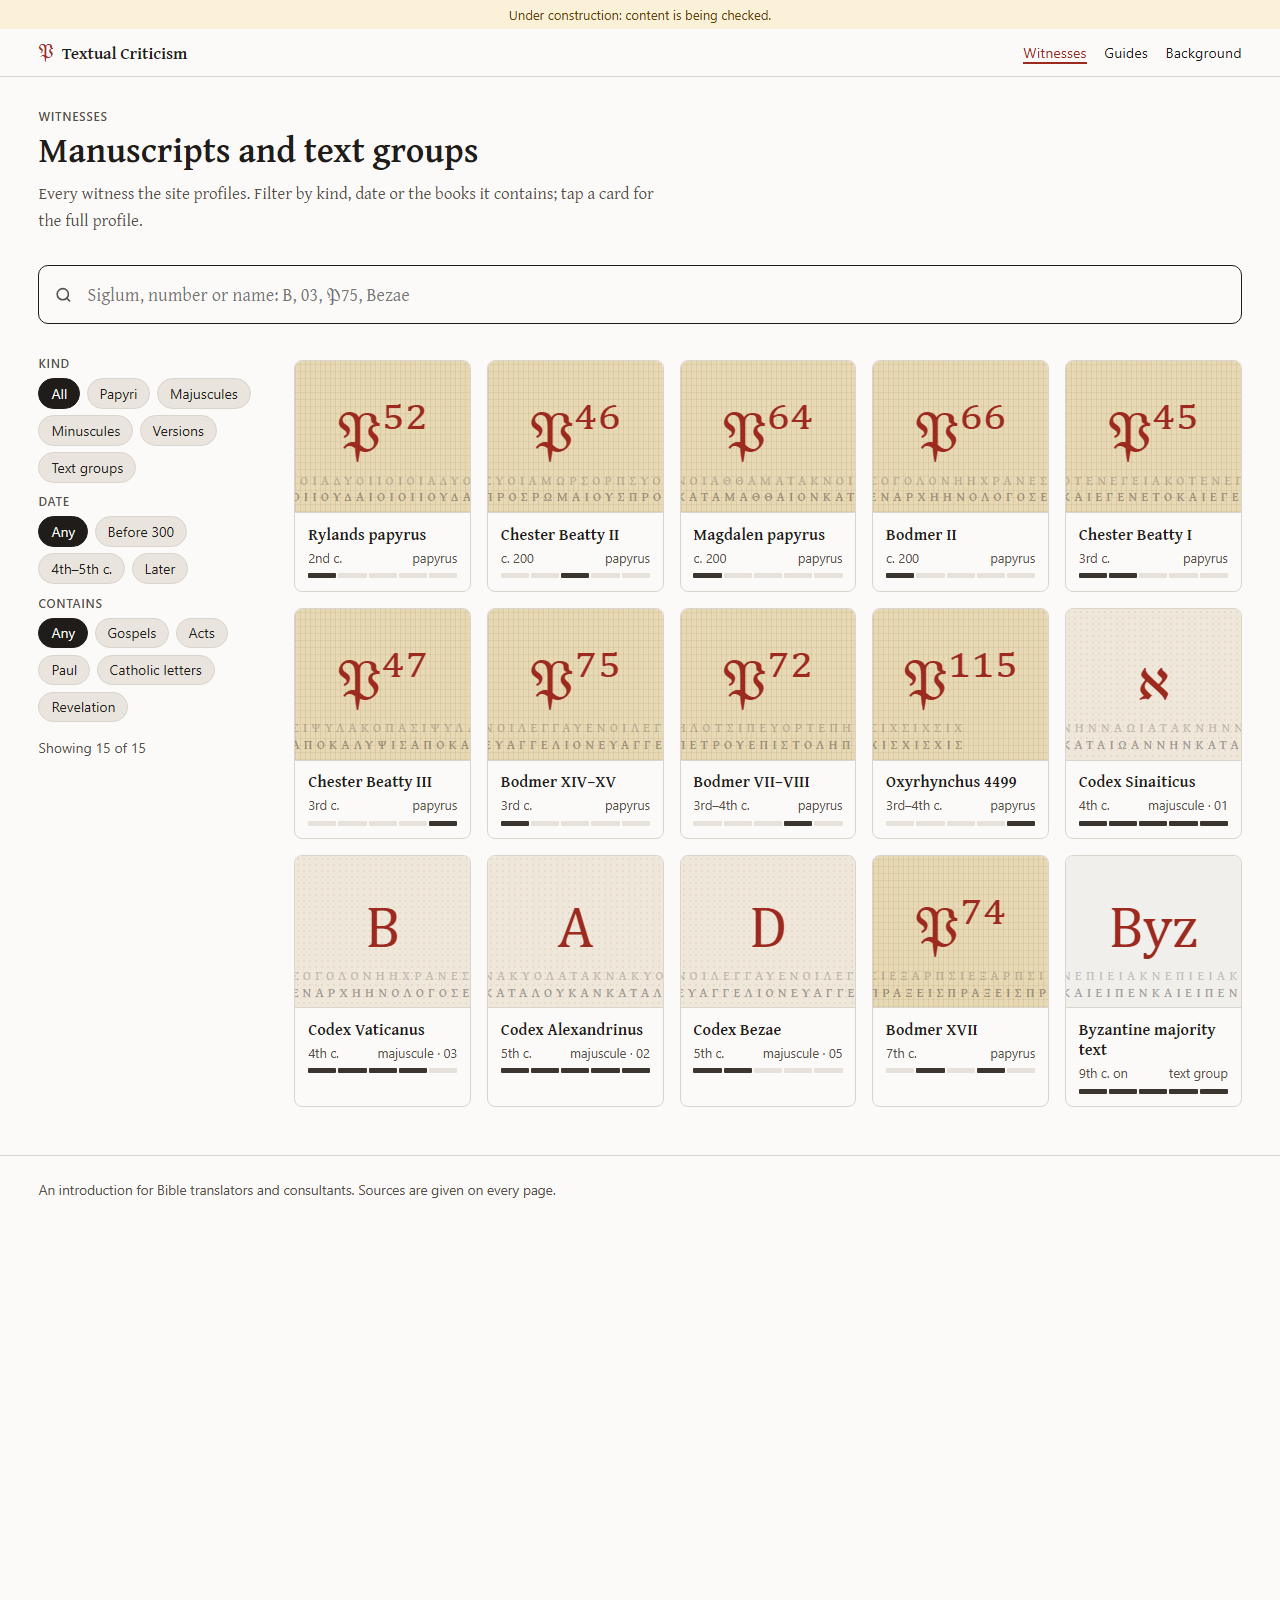 Under construction: content is being checked.
𝔓 Textual Criticism
Witnesses Guides Background
WITNESSES
Manuscripts and text groups
Every witness the site profiles. Filter by kind, date or the books it contains; tap a card for
the full profile.
Siglum, number or name: B, 03, 𝔓75, Bezae
KIND
All Papyri Majuscules
Minuscules Versions
Text groups
DATE
Any Before 300
4th–5th c. Later
CONTAINS
Any Gospels Acts
Paul Catholic letters
Revelation
Showing 15 of 15
𝔓52
Rylands papyrus
2nd c. papyrus
𝔓46
Chester Beatty II
c. 200 papyrus
𝔓64
Magdalen papyrus
c. 200 papyrus
𝔓66
Bodmer II
c. 200 papyrus
𝔓45
Chester Beatty I
3rd c. papyrus
𝔓47
Chester Beatty III
3rd c. papyrus
𝔓75
Bodmer XIV–XV
3rd c. papyrus
𝔓72
Bodmer VII–VIII
3rd–4th c. papyrus
𝔓115
ΧΙΣΧΙΣΧΙΣ
Oxyrhynchus 4499
3rd–4th c. papyrus
א
Codex Sinaiticus
4th c. majuscule · 01
B
Codex Vaticanus
4th c. majuscule · 03
A
Codex Alexandrinus
5th c. majuscule · 02
D
Codex Bezae
5th c. majuscule · 05
𝔓74
Bodmer XVII
7th c. papyrus
Byz
ΚΑΙΕΙΠΕΝΚΑΙΕΙΠΕΝ
Byzantine majority
text
9th c. on text group
An introduction for Bible translators and consultants. Sources are given on every page.